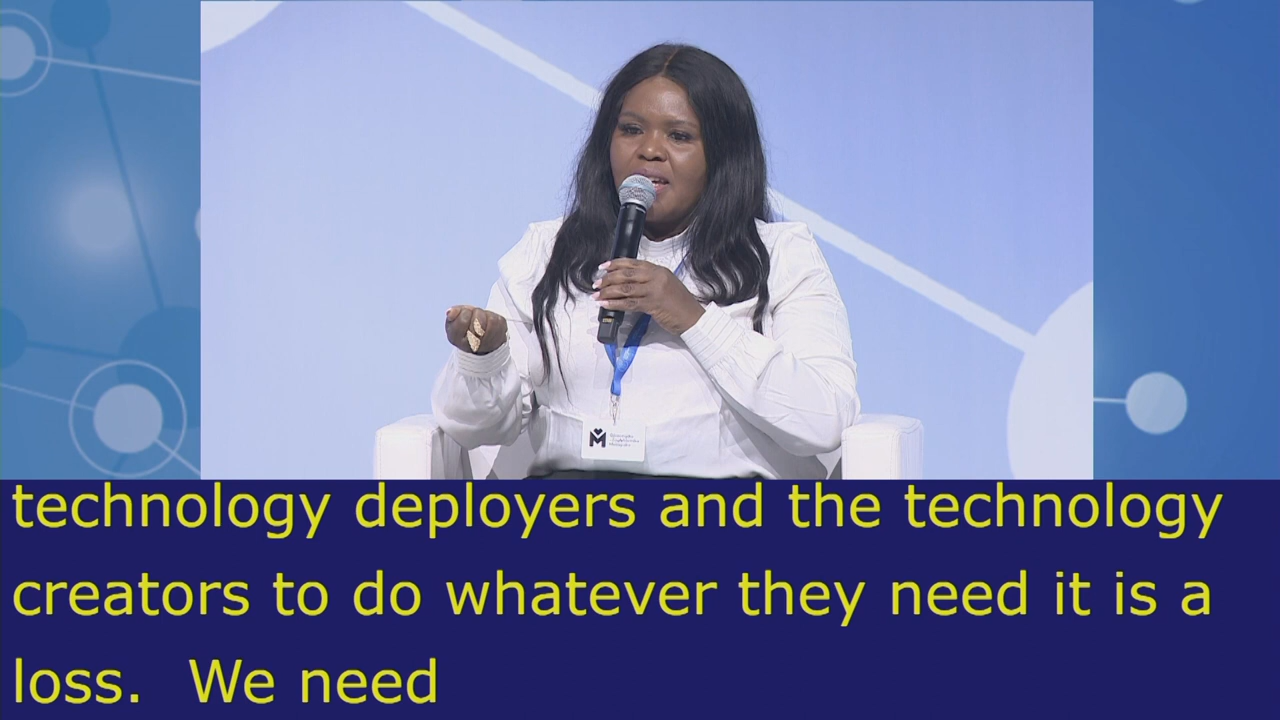 M
technology deployers and the technology
creators to do whatever they need it is a
loss.  We need